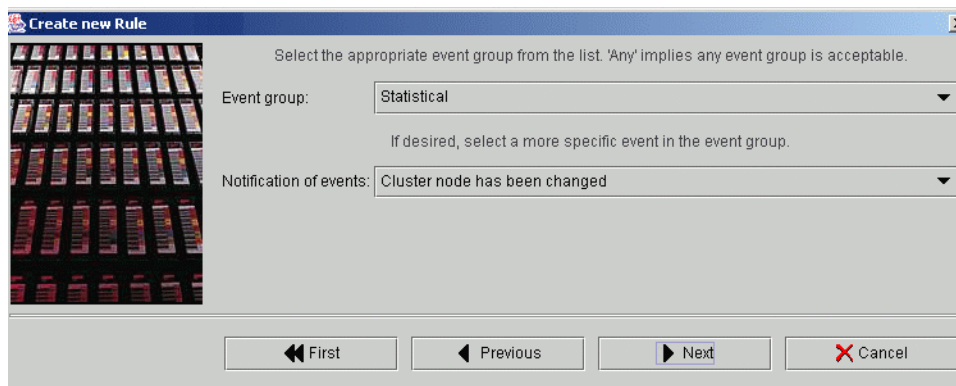 Create new Rule
Select the appropriate event group from the list. 'Any' implies any event group is acceptable.
Event group: Statistical
If desired, select a more specific event in the event group.
Notification of events: Cluster node has been changed
First Previous Next Cancel